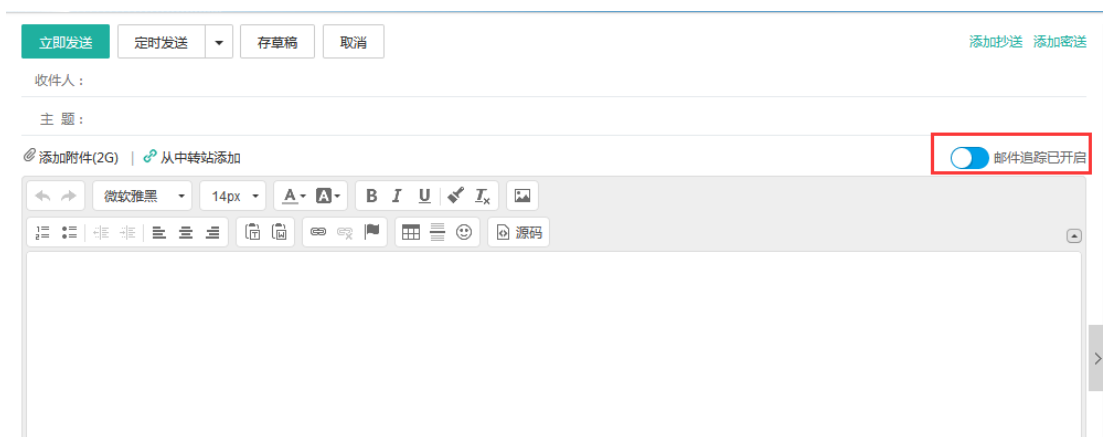 立即发送 定时发送 存草稿 取消 添加抄送 添加密送
收件人：
主 题：
添加附件(2G) | 从中转站添加 邮件追踪已开启
微软雅黑 14px A A B I U Tx
源码